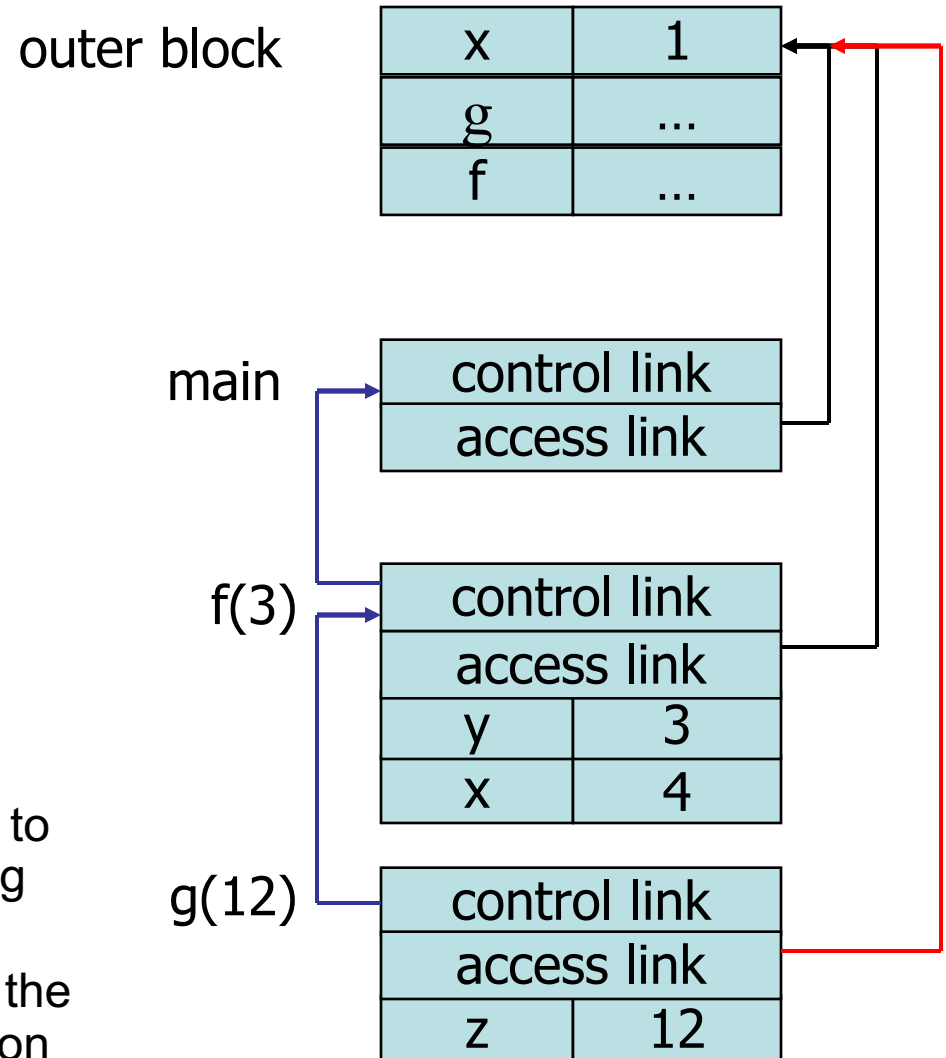 outer block
x 1
g ...
f ...
main
control link
access link
f(3)
control link
access link
y 3
x 4
to
g
g(12)
control link
access link
the
on
z 12